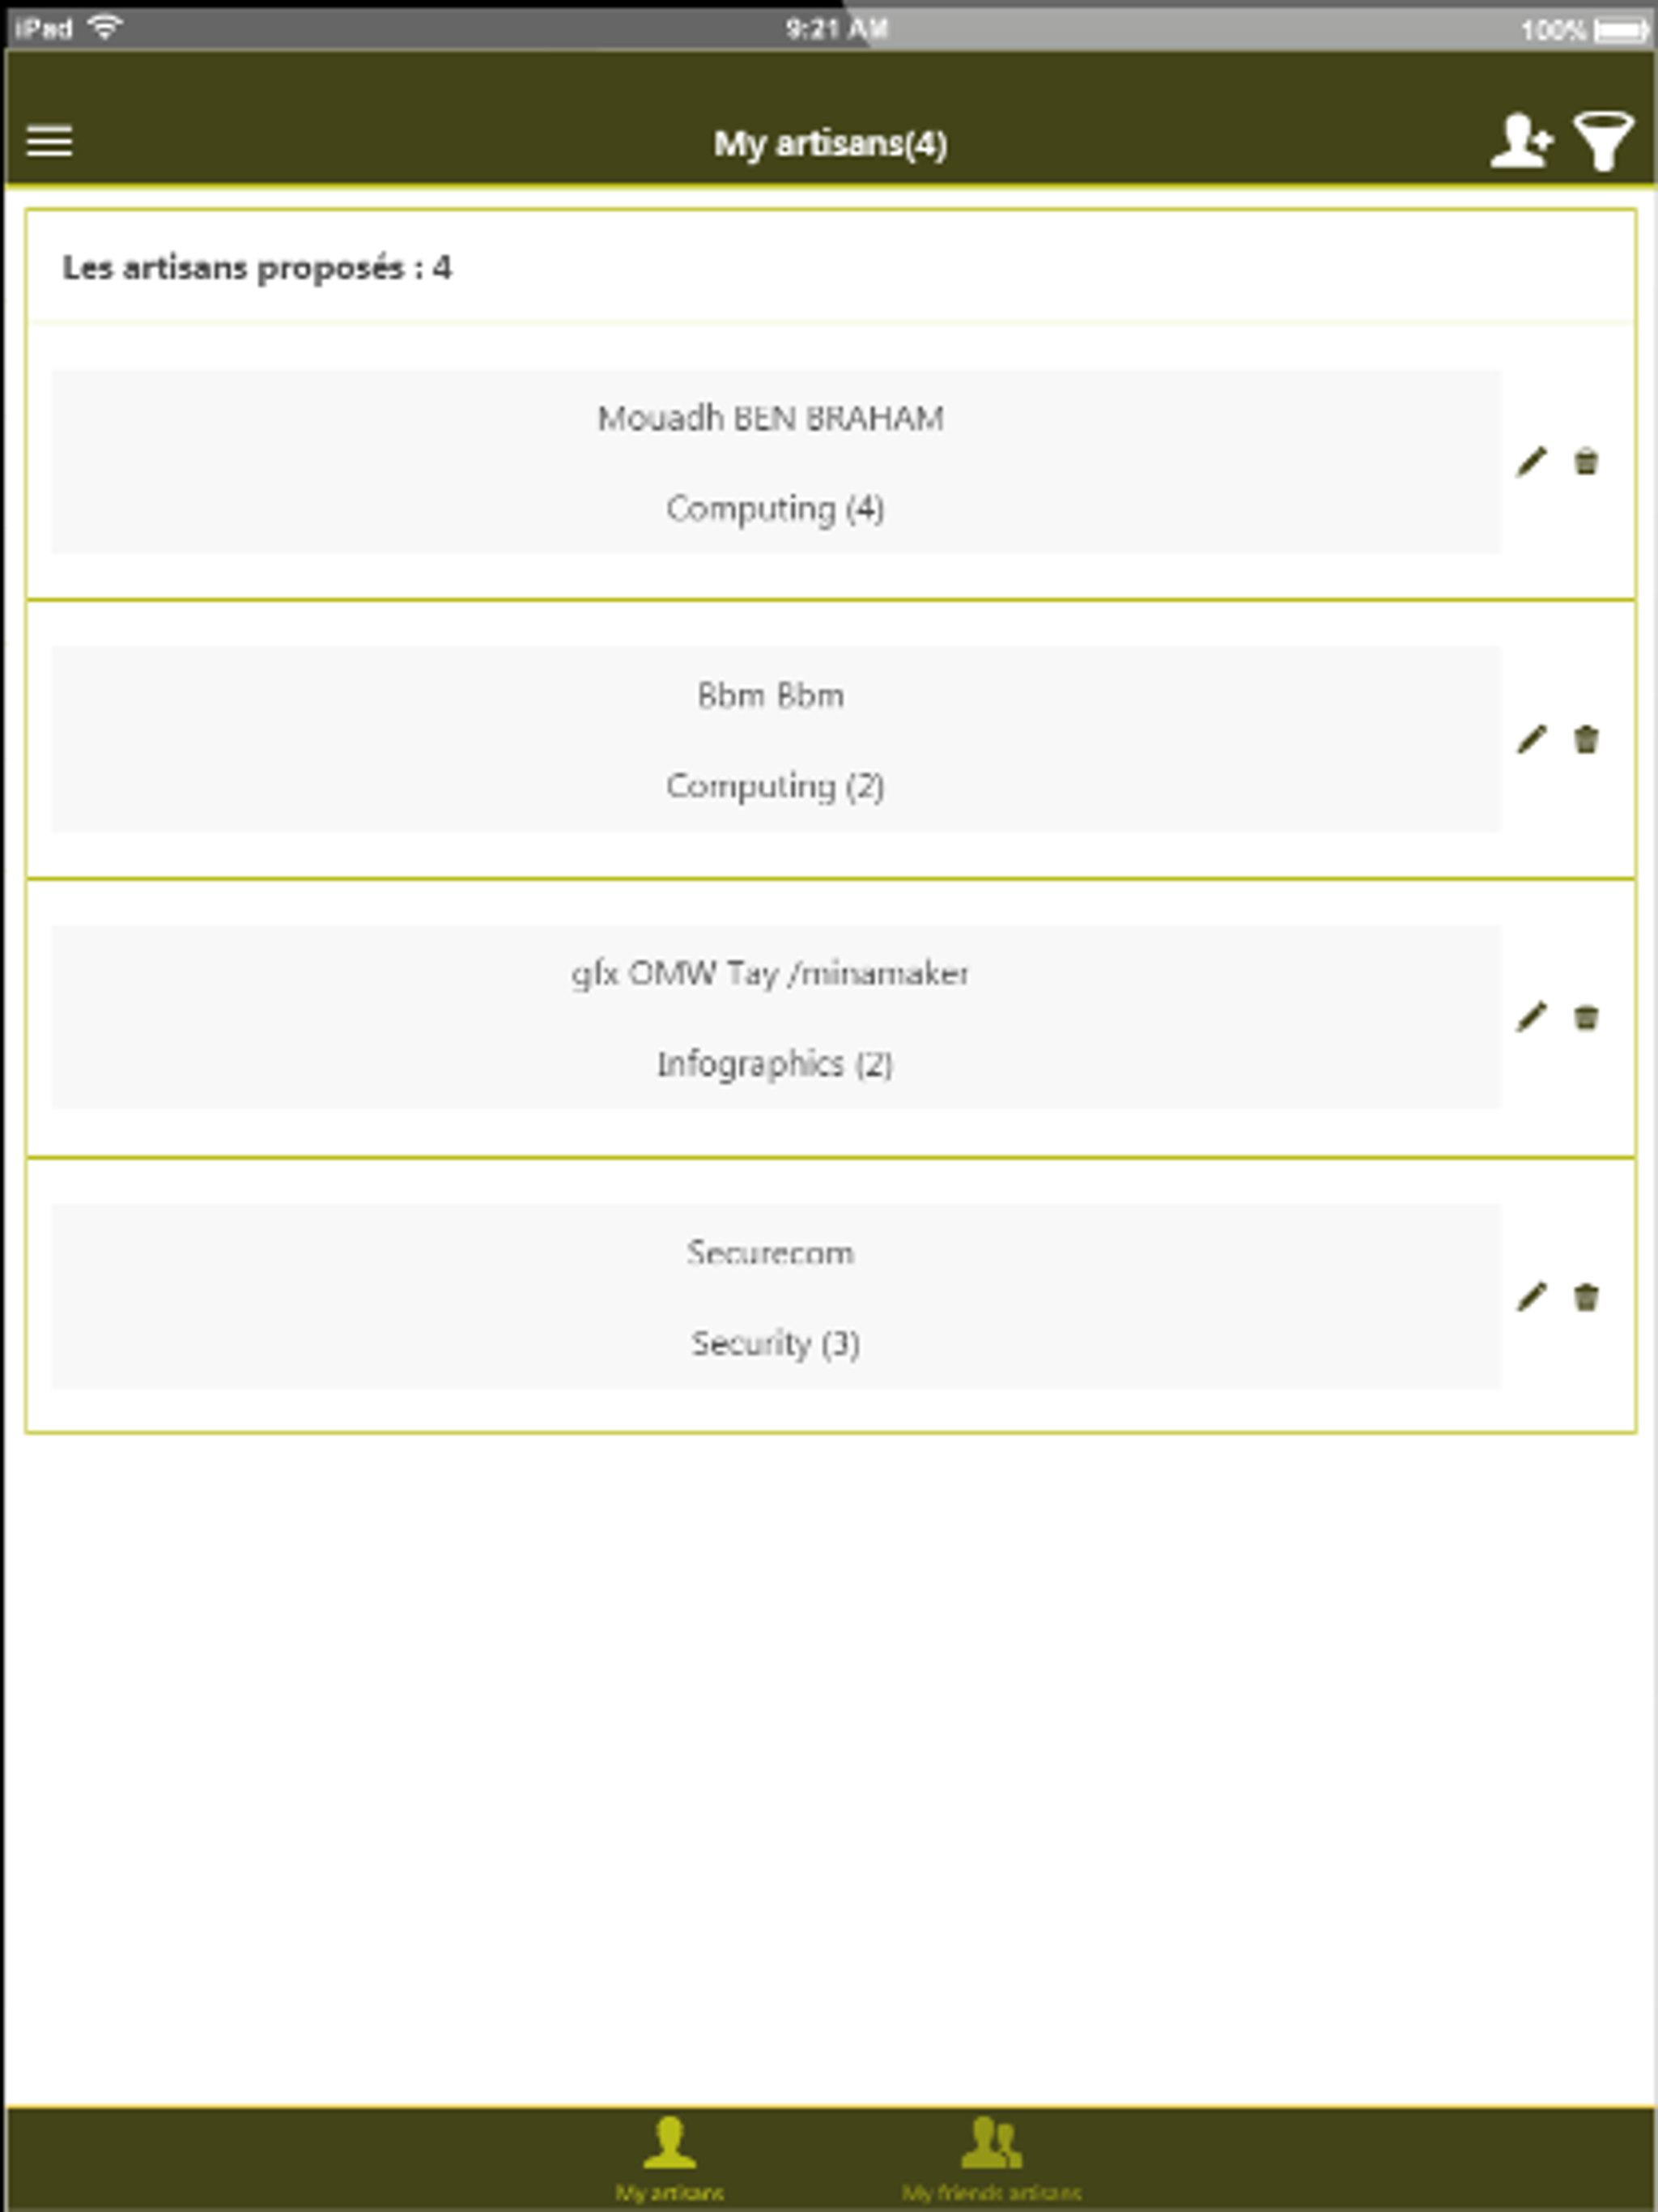 iPad 9:21 AM 100%
My artisans(4)
Les artisans proposés : 4
Mouadh BEN BRAHAM
Computing (4)
Bbm Bbm
Computing (2)
gfx OMW Tay /minamaker
Infographics (2)
Securecom
Security (3)
My artisans My friends artisans